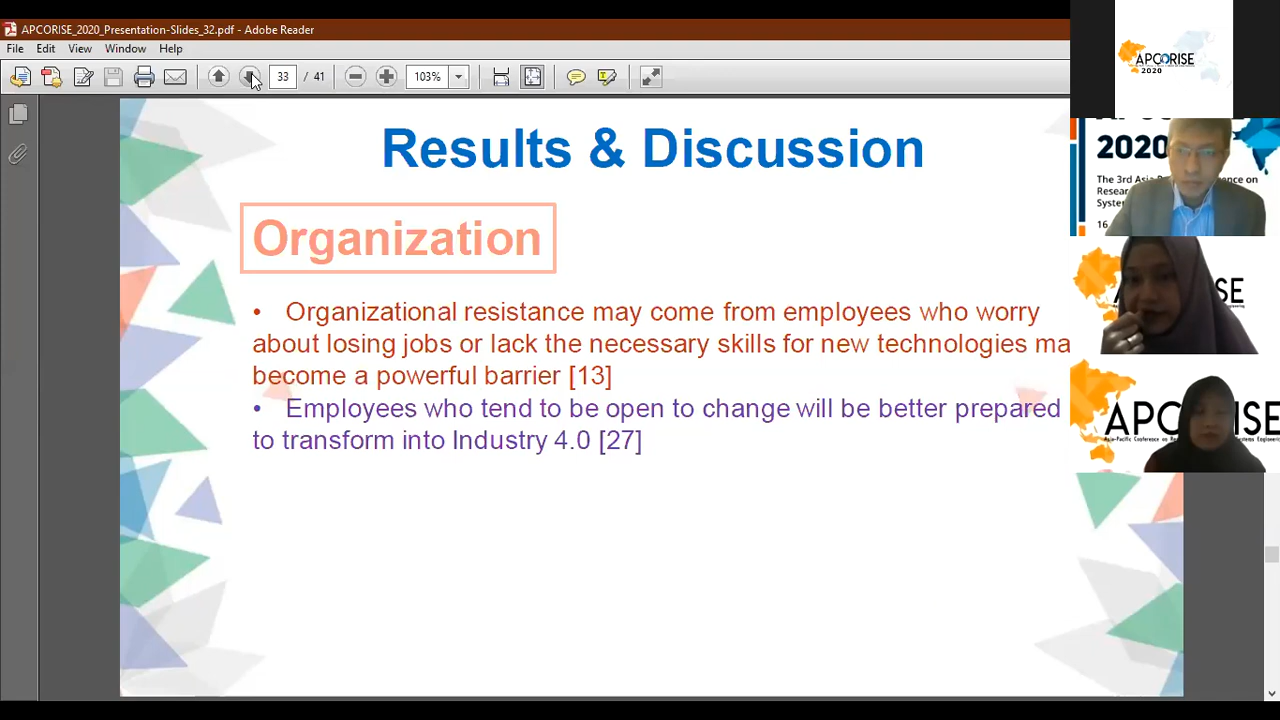 APCORISE_2020_Presentation-Slides_32.pdf - Adobe Reader
File Edit View Window Help
33 / 41 103%
Results & Discussion
Organization
• Organizational resistance may come from employees who worry
about losing jobs or lack the necessary skills for new technologies ma
become a powerful barrier [13]
• Employees who tend to be open to change will be better prepared
to transform into Industry 4.0 [27]
APCORISE
2020
2020
The 3rd Asia
on
Resear
System
16
APCORISE